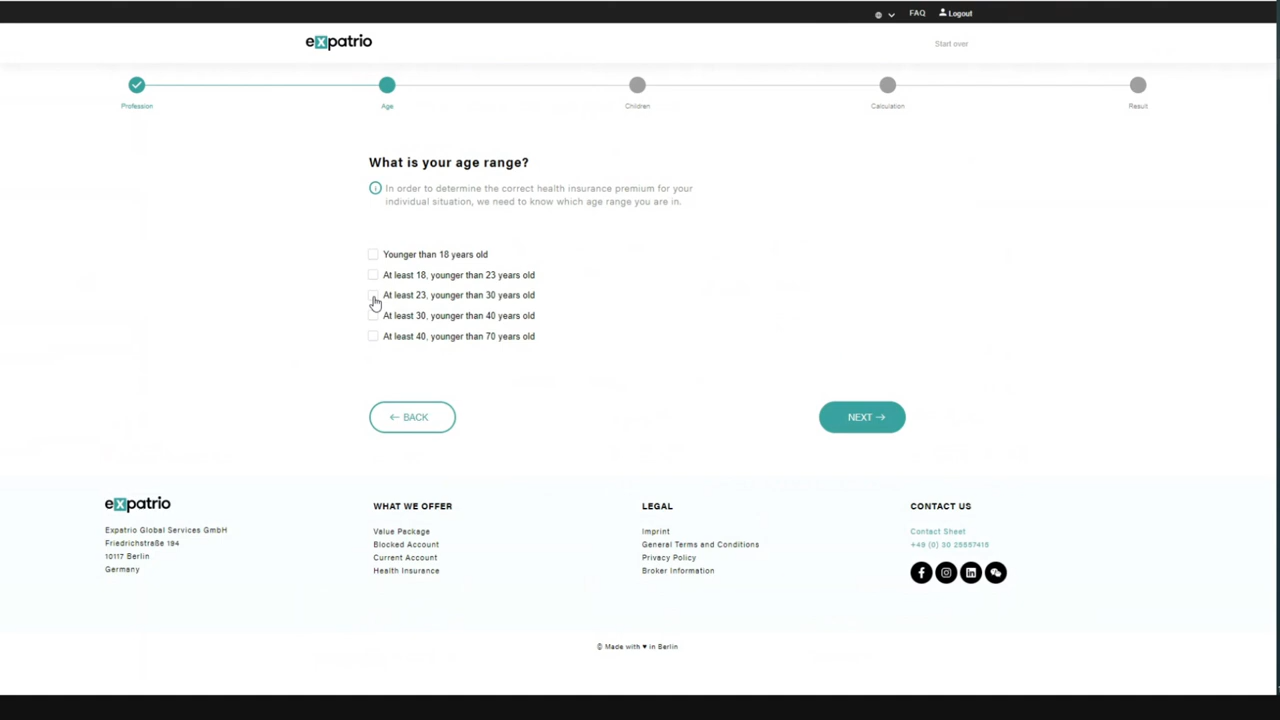 FAQ
Logout
expatrio
Start over
Profession
Age
Children
Calculation
Result
What is your age range?
In order to determine the correct health insurance premium for your
individual situation, we need to know which age range you are in.
Younger than 18 years old
At least 18, younger than 23 years old
At least 23, younger than 30 years old
At least 30, younger than 40 years old
At least 40, younger than 70 years old
← BACK
NEXT →
expatrio
Expatrio Global Services GmbH
Friedrichstraße 194
10117 Berlin
Germany
WHAT WE OFFER
Value Package
Blocked Account
Current Account
Health Insurance
LEGAL
Imprint
General Terms and Conditions
Privacy Policy
Broker Information
CONTACT US
Contact Sheet
+49 (0) 30 25557415
© Made with ♥ in Berlin